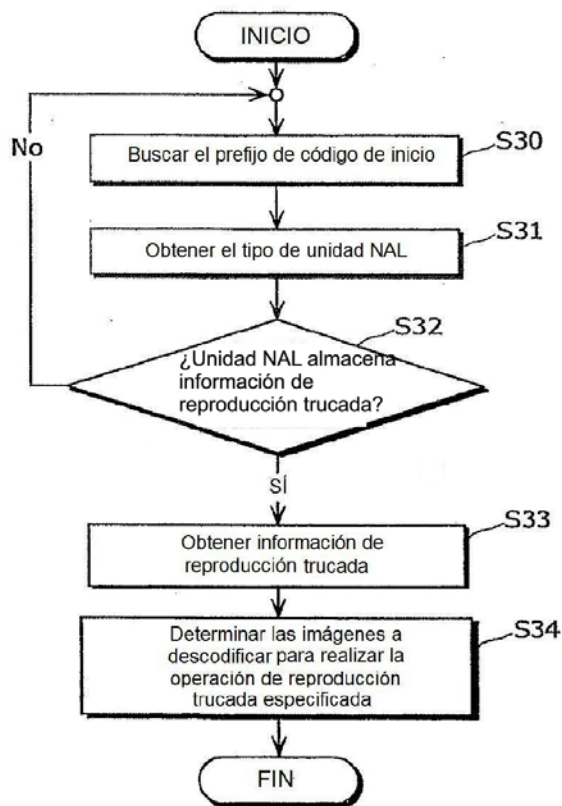 INICIO
No
Buscar el prefijo de código de inicio
S30
Obtener el tipo de unidad NAL
S31
S32
¿Unidad NAL almacena
información de
reproducción trucada?
SÍ
S33
Obtener información de
reproducción trucada
S34
Determinar las imágenes a
descodificar para realizar la
operación de reproducción
trucada especificada
FIN